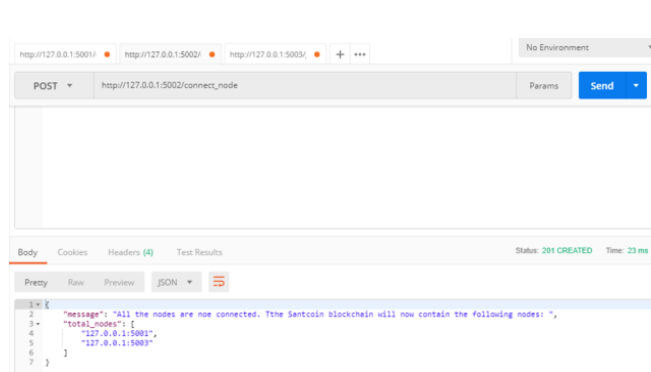 http://127.0.0.1:5001/ http://127.0.0.1:5002/ http://127.0.0.1:5003/ + ••• No Environment
POST http://127.0.0.1:5002/connect_node Params Send
Body Cookies Headers (4) Test Results Status: 201 CREATED Time: 23 ms
Pretty Raw Preview JSON
1 {
2 "message": "All the nodes are noe connected. Tthe Santcoin blockchain will now contain the following nodes: ",
3 "total_nodes": [
4 "127.0.0.1:5001",
5 "127.0.0.1:5003"
6 ]
7 }